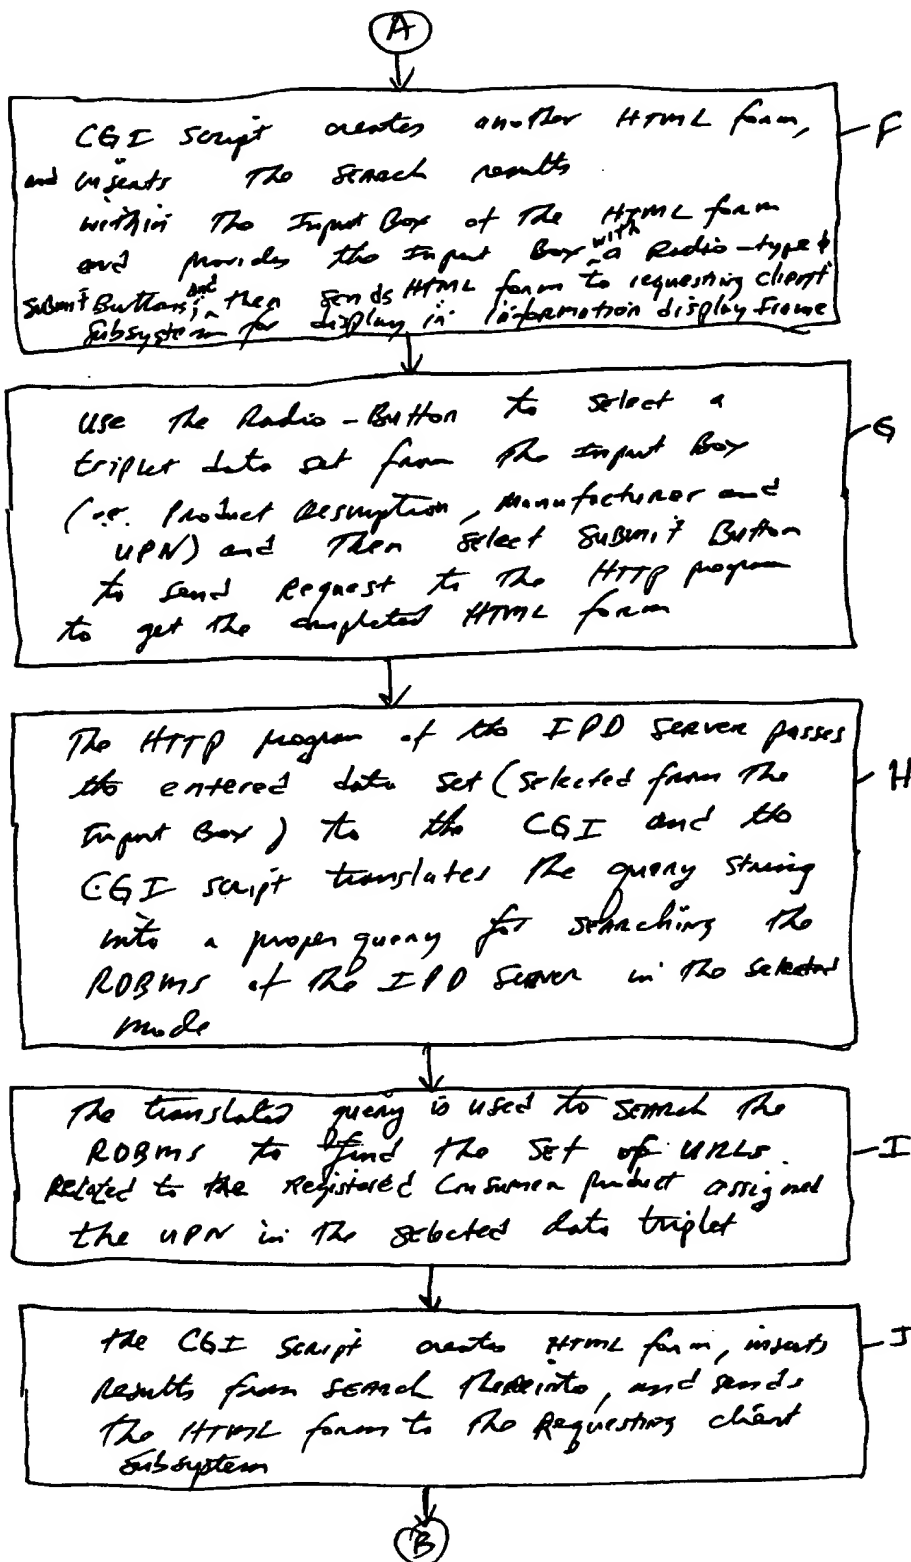 A
CGI Script creates another HTML form, F
and inserts the search results
within the Input Box of the HTML form
and provides the Input Box with a Radio-type &
Submit Buttons; and then sends HTML form to requesting client
Subsystem for display in information display frame
Use the Radio-Button to select a G
triplet data set from the Input Box
(i.e. Product Description, Manufacturer and
UPN) and then select Submit Button
to send Request to the HTTP program
to get the completed HTML form
The HTTP program of the IPD Server passes
the entered data set (selected from the H
Input Box) to the CGI and the
CGI script translates the query string
into a proper query for searching the
RDBMS of the IPD Server in the selected
mode
The translated query is used to search the
RDBMS to find the set of URLs I
Related to the Registered Consumer product assigned
the UPN in the selected data triplet
the CGI Script creates HTML form, inserts J
Results from search thereinto, and sends
the HTML form to the Requesting client
Subsystem
B